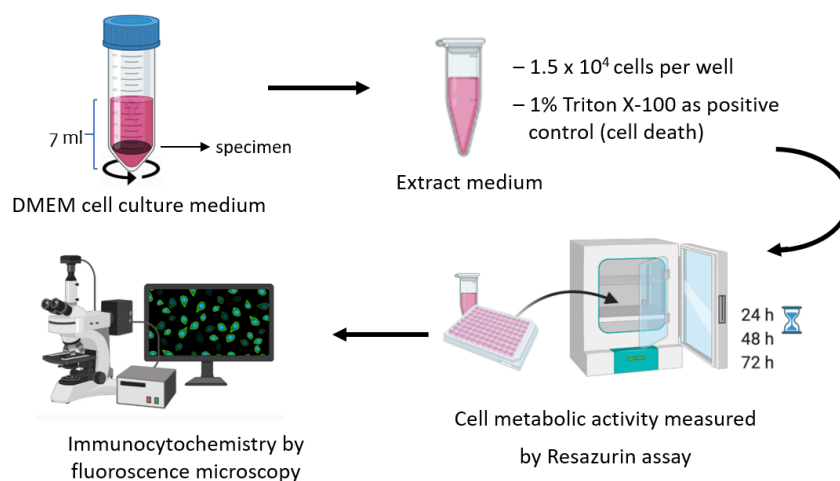 7 ml
specimen
DMEM cell culture medium
– 1.5 x 10⁴ cells per well
– 1% Triton X-100 as positive
control (cell death)
Extract medium
24 h
48 h
72 h
Cell metabolic activity measured
by Resazurin assay
Immunocytochemistry by
fluoroscence microscopy